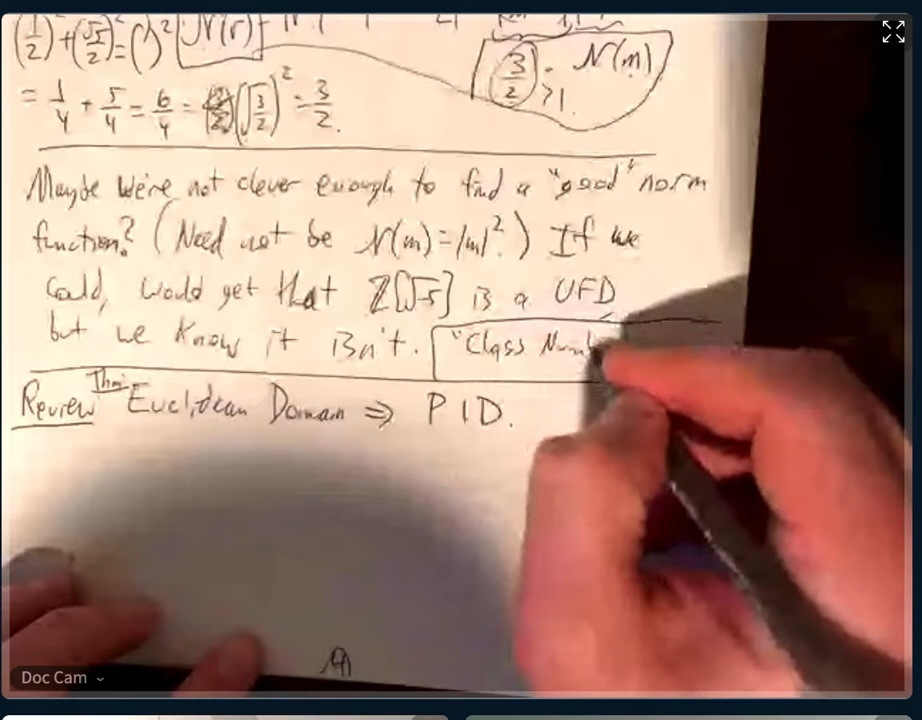 (1/2)² + (√5/2)² = ( )² N(r)
= 1/4 + 5/4 = 6/4 = (√3/2)² = 3/2.
3/2 = N(m)
>1
Maybe we're not clever enough to find a "good" norm
function? (Need not be N(m)=|m|².) If we
could, would get that Z[√-5] is a UFD
but we know it isn't. "Class Numb
Review Thm: Euclidean Domain ⇒ PID.
Doc Cam